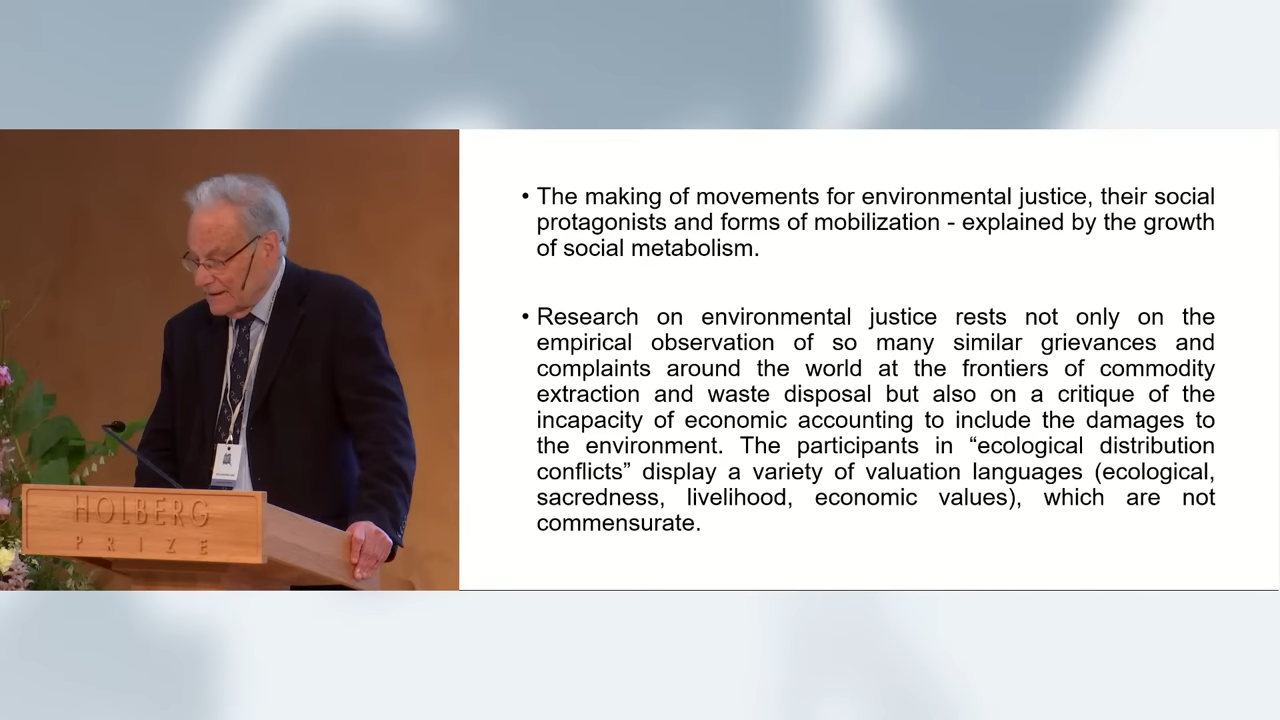 • The making of movements for environmental justice, their social
protagonists and forms of mobilization - explained by the growth
of social metabolism.
• Research on environmental justice rests not only on the
empirical observation of so many similar grievances and
complaints around the world at the frontiers of commodity
extraction and waste disposal but also on a critique of the
incapacity of economic accounting to include the damages to
the environment. The participants in “ecological distribution
conflicts” display a variety of valuation languages (ecological,
sacredness, livelihood, economic values), which are not
commensurate.
HOLBERG
PRIZE